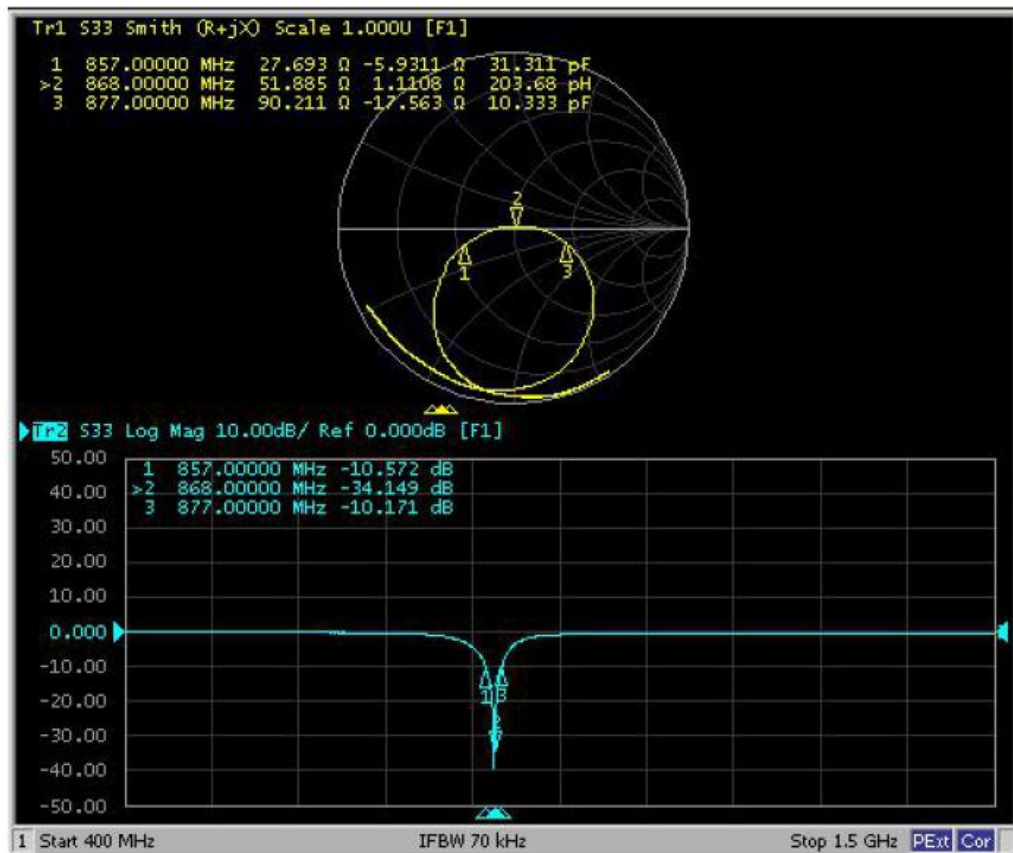 Tr1 S33 Smith (R+jX) Scale 1.000U [F1]
1 857.00000 MHz 27.693 Ω -5.9311 Ω 31.311 pF
>2 868.00000 MHz 51.885 Ω 1.1108 Ω 203.68 pH
3 877.00000 MHz 90.211 Ω -17.563 Ω 10.333 pF
2
1 3
Tr2 S33 Log Mag 10.00dB/ Ref 0.000dB [F1]
50.00
1 857.00000 MHz -10.572 dB
40.00 >2 868.00000 MHz -34.149 dB
3 877.00000 MHz -10.171 dB
30.00
20.00
10.00
0.000
-10.00
1 3
-20.00
2
-30.00
-40.00
-50.00
1 Start 400 MHz IFBW 70 kHz Stop 1.5 GHz PExt Cor